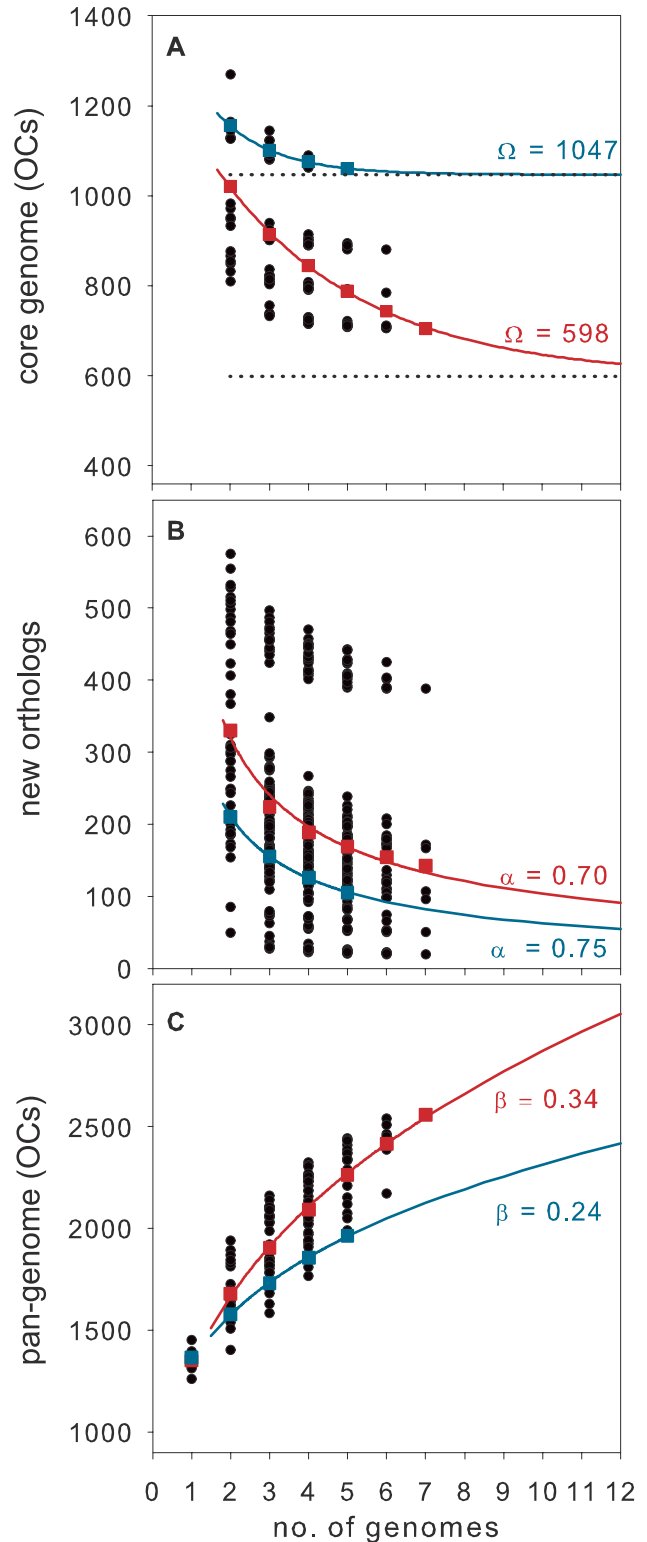 A
1400
1200
1000
800
600
400
core genome (OCs)
Ω = 1047
Ω = 598
B
600
500
400
300
200
100
0
new orthologs
α = 0.70
α = 0.75
C
3000
2500
2000
1500
1000
pan-genome (OCs)
β = 0.34
β = 0.24
0 1 2 3 4 5 6 7 8 9 10 11 12
no. of genomes